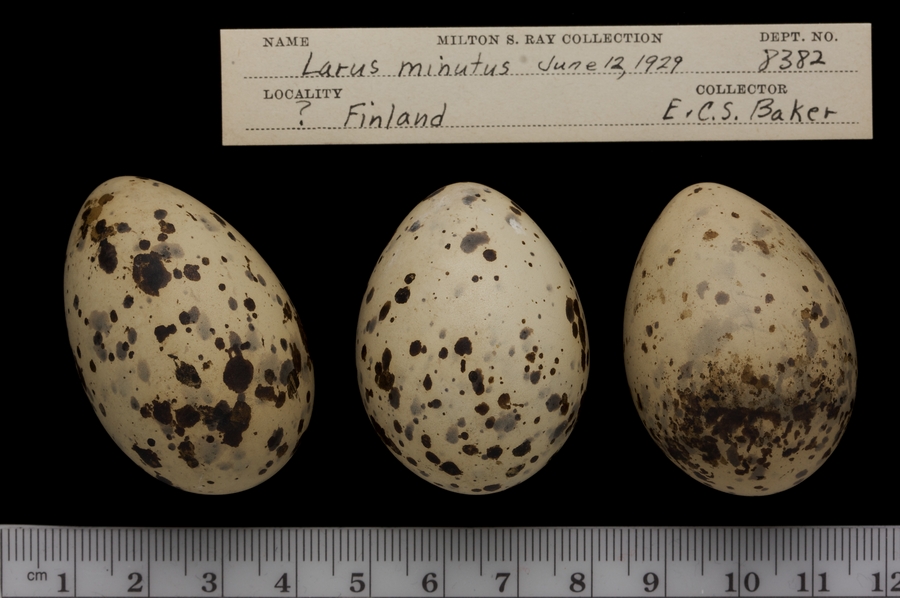 NAME MILTON S. RAY COLLECTION DEPT. NO.
Larus minutus June 12, 1929 8382
LOCALITY COLLECTOR
? Finland E. C. S. Baker
cm 1 2 3 4 5 6 7 8 9 10 11 12